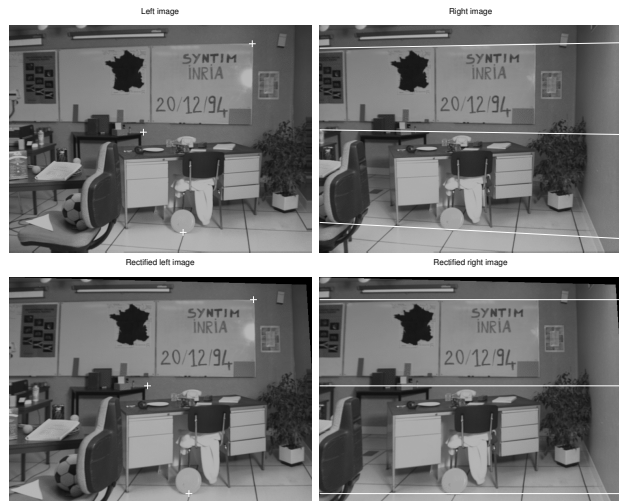 Left image
Right image
SYNTIM
INRIA
20/12/94
SYNTIM
INRIA
20/12/94
Rectified left image
Rectified right image
SYNTIM
INRIA
20/12/94
SYNTIM
INRIA
20/12/94